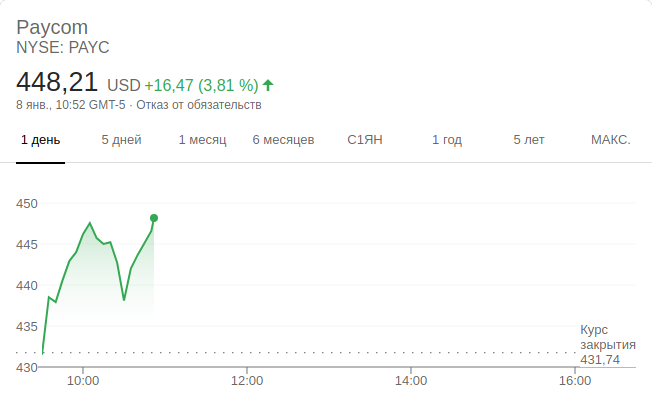 Paycom
NYSE: PAYC
448,21 USD +16,47 (3,81 %)
8 янв., 10:52 GMT-5 · Отказ от обязательств
1 день 5 дней 1 месяц 6 месяцев С1ЯН 1 год 5 лет МАКС.
450
445
440
435
430
Курс
закрытия
431,74
10:00 12:00 14:00 16:00